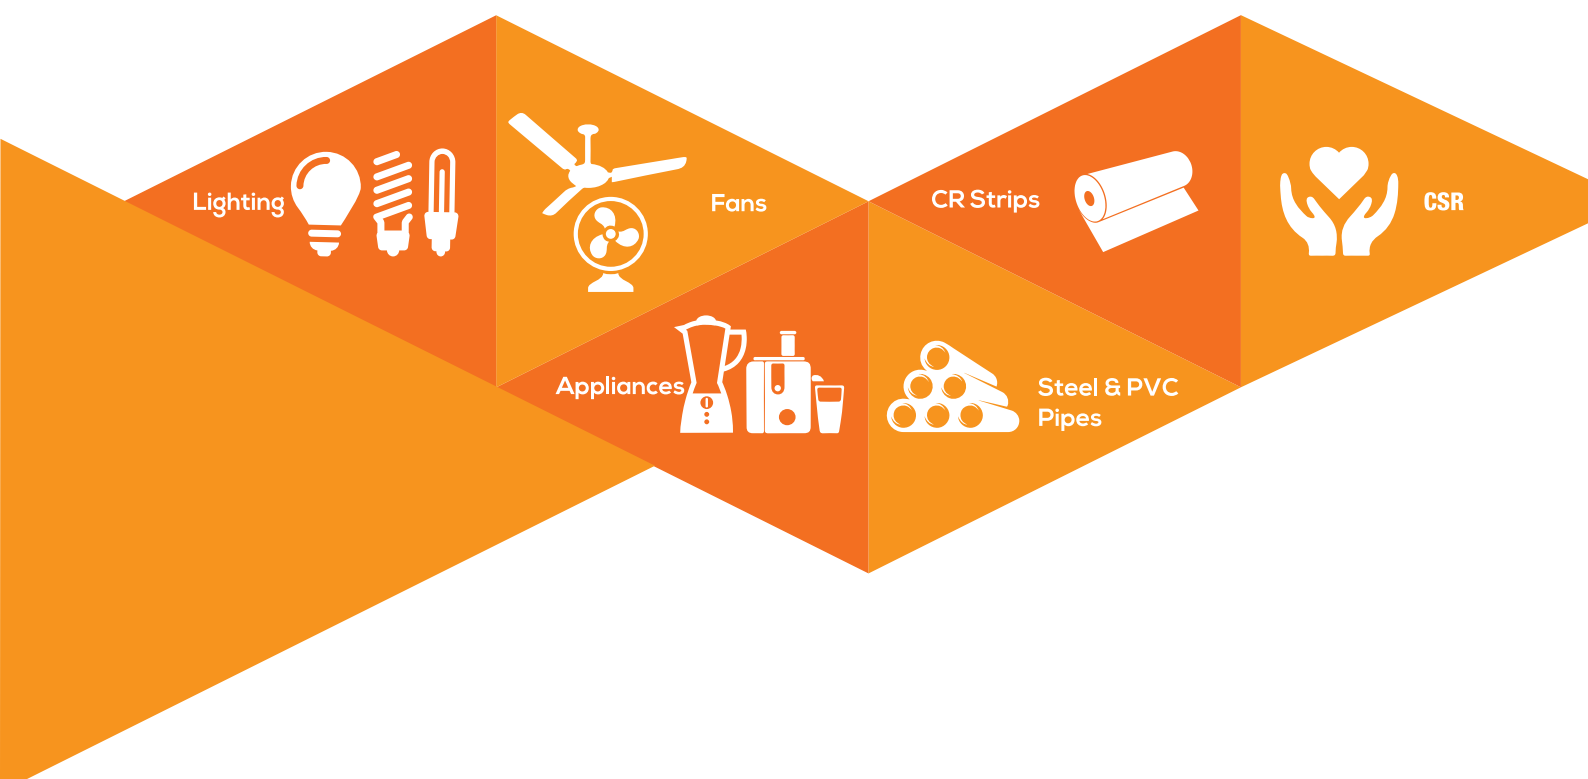 Lighting
Fans
CR Strips
CSR
Appliances
Steel & PVC
Pipes